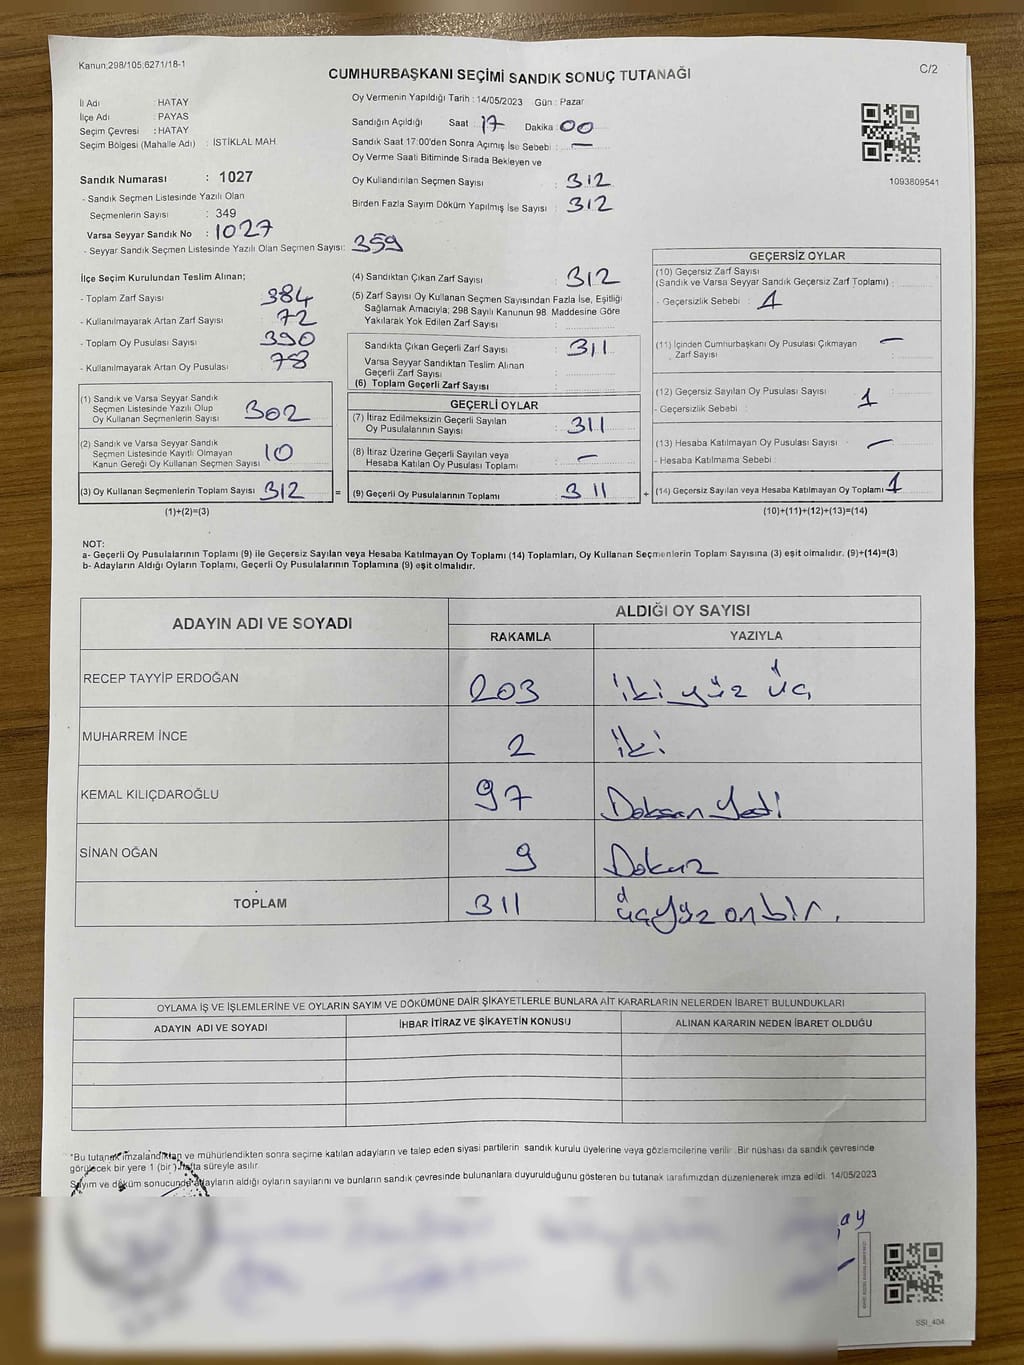 Kanun;298/105;6271/18-1
CUMHURBAŞKANI SEÇİMİ SANDIK SONUÇ TUTANAĞI
C/2
İl Adı : HATAY
İlçe Adı : PAYAS
Seçim Çevresi : HATAY
Seçim Bölgesi (Mahalle Adı) : İSTİKLAL MAH
Sandık Numarası : 1027
- Sandık Seçmen Listesinde Yazılı Olan
Seçmenlerin Sayısı : 349
Varsa Seyyar Sandık No : 1027
- Seyyar Sandık Seçmen Listesinde Yazılı Olan Seçmen Sayısı: 359
Oy Vermenin Yapıldığı Tarih : 14/05/2023 Gün : Pazar
Sandığın Açıldığı Saat : 17 Dakika : 00
Sandık Saat 17:00'den Sonra Açımış İse Sebebi : —
Oy Verme Saati Bitiminde Sırada Bekleyen ve
Oy Kullandırılan Seçmen Sayısı : 312
Birden Fazla Sayım Döküm Yapılmış İse Sayısı : 312
1093809541
İlçe Seçim Kurulundan Teslim Alınan;
- Toplam Zarf Sayısı 384
- Kullanılmayarak Artan Zarf Sayısı : 72
- Toplam Oy Pusulası Sayısı : 390
- Kullanılmayarak Artan Oy Pusulası : 78
(1) Sandık ve Varsa Seyyar Sandık
Seçmen Listesinde Yazılı Olup
Oy Kullanan Seçmenlerin Sayısı : 302
(2) Sandık ve Varsa Seyyar Sandık
Seçmen Listesinde Kayıtlı Olmayan
Kanun Gereği Oy Kullanan Seçmen Sayısı : 10
(3) Oy Kullanan Seçmenlerin Toplam Sayısı : 312
(1)+(2)=(3)
(4) Sandıktan Çıkan Zarf Sayısı : 312
(5) Zarf Sayısı Oy Kullanan Seçmen Sayısından Fazla İse, Eşitliği
Sağlamak Amacıyla; 298 Sayılı Kanunun 98 Maddesine Göre
Yakılarak Yok Edilen Zarf Sayısı :
Sandıkta Çıkan Geçerli Zarf Sayısı : 311
Varsa Seyyar Sandıktan Teslim Alınan
Geçerli Zarf Sayısı :
(6) Toplam Geçerli Zarf Sayısı :
GEÇERLİ OYLAR
(7) İtiraz Edilmeksizin Geçerli Sayılan
Oy Pusulalarının Sayısı : 311
(8) İtiraz Üzerine Geçerli Sayılan veya
Hesaba Katılan Oy Pusulası Toplamı : —
= (9) Geçerli Oy Pusulalarının Toplamı : 311
GEÇERSİZ OYLAR
(10) Geçersiz Zarf Sayısı
(Sandık ve Varsa Seyyar Sandık Geçersiz Zarf Toplamı) :
- Geçersizlik Sebebi : 1
(11) İçinden Cumhurbaşkanı Oy Pusulası Çıkmayan —
Zarf Sayısı :
(12) Geçersiz Sayılan Oy Pusulası Sayısı :
- Geçersizlik Sebebi : 1
(13) Hesaba Katılmayan Oy Pusulası Sayısı : —
- Hesaba Katılmama Sebebi :
+ (14) Geçersiz Sayılan veya Hesaba Katılmayan Oy Toplamı : 1
(10)+(11)+(12)+(13)=(14)
NOT:
a- Geçerli Oy Pusulalarının Toplamı (9) ile Geçersiz Sayılan veya Hesaba Katılmayan Oy Toplamı (14) Toplamları, Oy Kullanan Seçmenlerin Toplam Sayısına (3) eşit olmalıdır. (9)+(14)=(3)
b- Adayların Aldığı Oyların Toplamı, Geçerli Oy Pusulalarının Toplamına (9) eşit olmalıdır.
ADAYIN ADI VE SOYADI
ALDIĞI OY SAYISI
RAKAMLA YAZIYLA
RECEP TAYYİP ERDOĞAN 203 İki yüz üç
MUHARREM İNCE 2 İki
KEMAL KILIÇDAROĞLU 97 Doksan Yedi
SİNAN OĞAN 9 Dokuz
TOPLAM 311 üçyüz onbir.
OYLAMA İŞ VE İŞLEMLERİNE VE OYLARIN SAYIM VE DÖKÜMÜNE DAİR ŞİKAYETLERLE BUNLARA AİT KARARLARIN NELERDEN İBARET BULUNDUKLARI
ADAYIN ADI VE SOYADI İHBAR İTİRAZ VE ŞİKAYETİN KONUSU ALINAN KARARIN NEDEN İBARET OLDUĞU
*Bu tutanak imzalandıktan ve mühürlendikten sonra seçime katılan adayların ve talep eden siyasi partilerin sandık kurulu üyelerine veya gözlemcilerine verilir. Bir nüshası da sandık çevresinde
görülecek bir yere 1 (bir) hafta süreyle asılır.
Sayım ve döküm sonucunda adayların aldığı oyların sayılarını ve bunların sandık çevresinde bulunanlara duyurulduğunu gösteren bu tutanak tarafımızdan düzenlenerek imza edildi. 14/05/2023
ay
SSİ_404